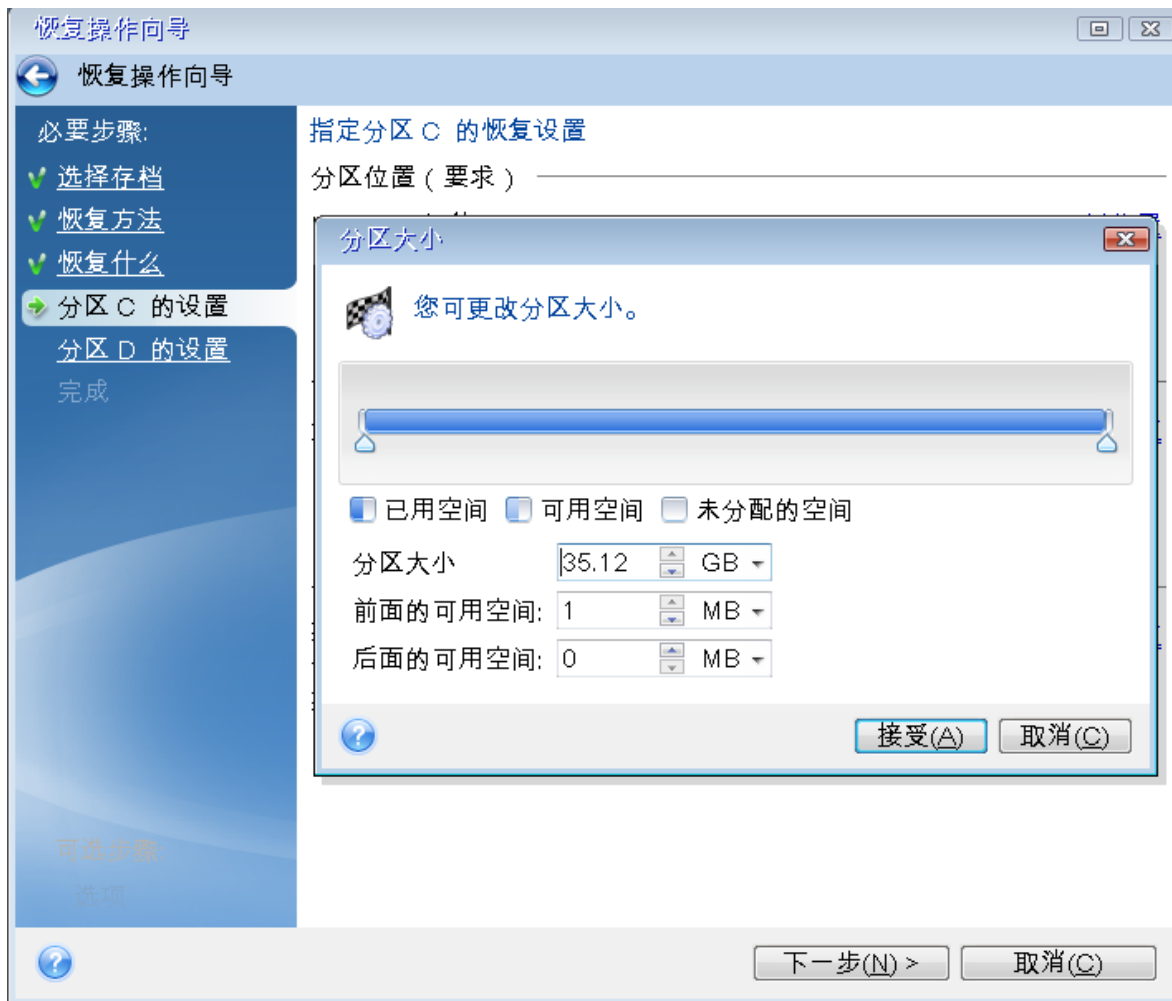 恢复操作向导
恢复操作向导
必要步骤:
选择存档
恢复方法
恢复什么
分区 C 的设置
分区 D 的设置
完成
可选步骤:
选项
指定分区 C 的恢复设置
分区位置 ( 要求 )
分区大小
您可更改分区大小。
已用空间 可用空间 未分配的空间
分区大小 35.12 GB
前面的可用空间: 1 MB
后面的可用空间: 0 MB
接受(A) 取消(C)
下一步(N) > 取消(C)